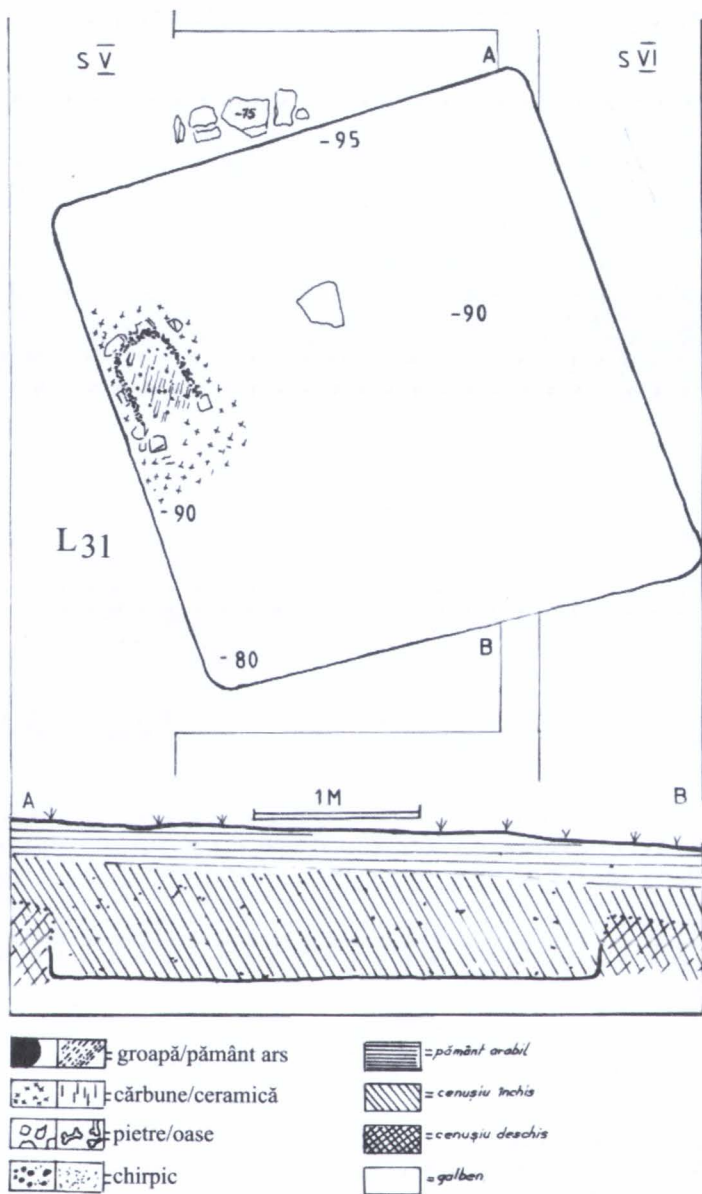 S V
A
S VI
-75
-95
-90
-90
L31
-80
B
A
1M
B
= groapă/pământ ars
= pământ arabil
= cărbune/ceramică
= cenușiu închis
= pietre/oase
= cenușiu deschis
= chirpic
= galben